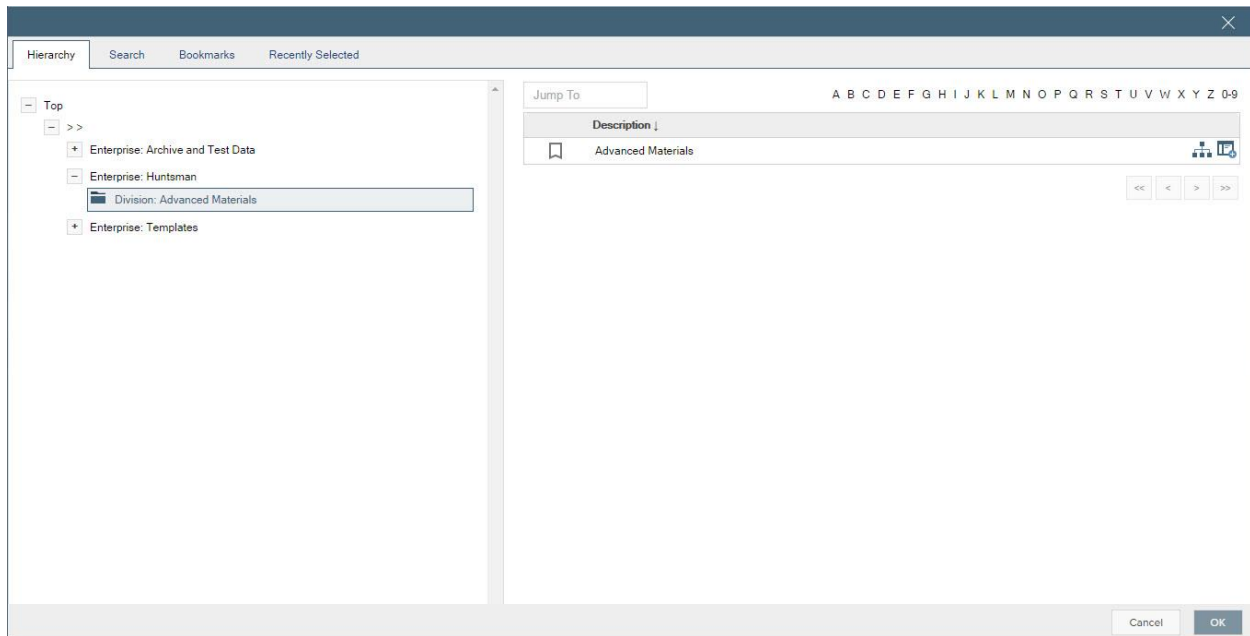 Hierarchy Search Bookmarks Recently Selected
Top
>>
Enterprise: Archive and Test Data
Enterprise: Huntsman
Division: Advanced Materials
Enterprise: Templates
Jump To
A B C D E F G H I J K L M N O P Q R S T U V W X Y Z 0-9
Description ↓
Advanced Materials
<< < > >>
Cancel OK